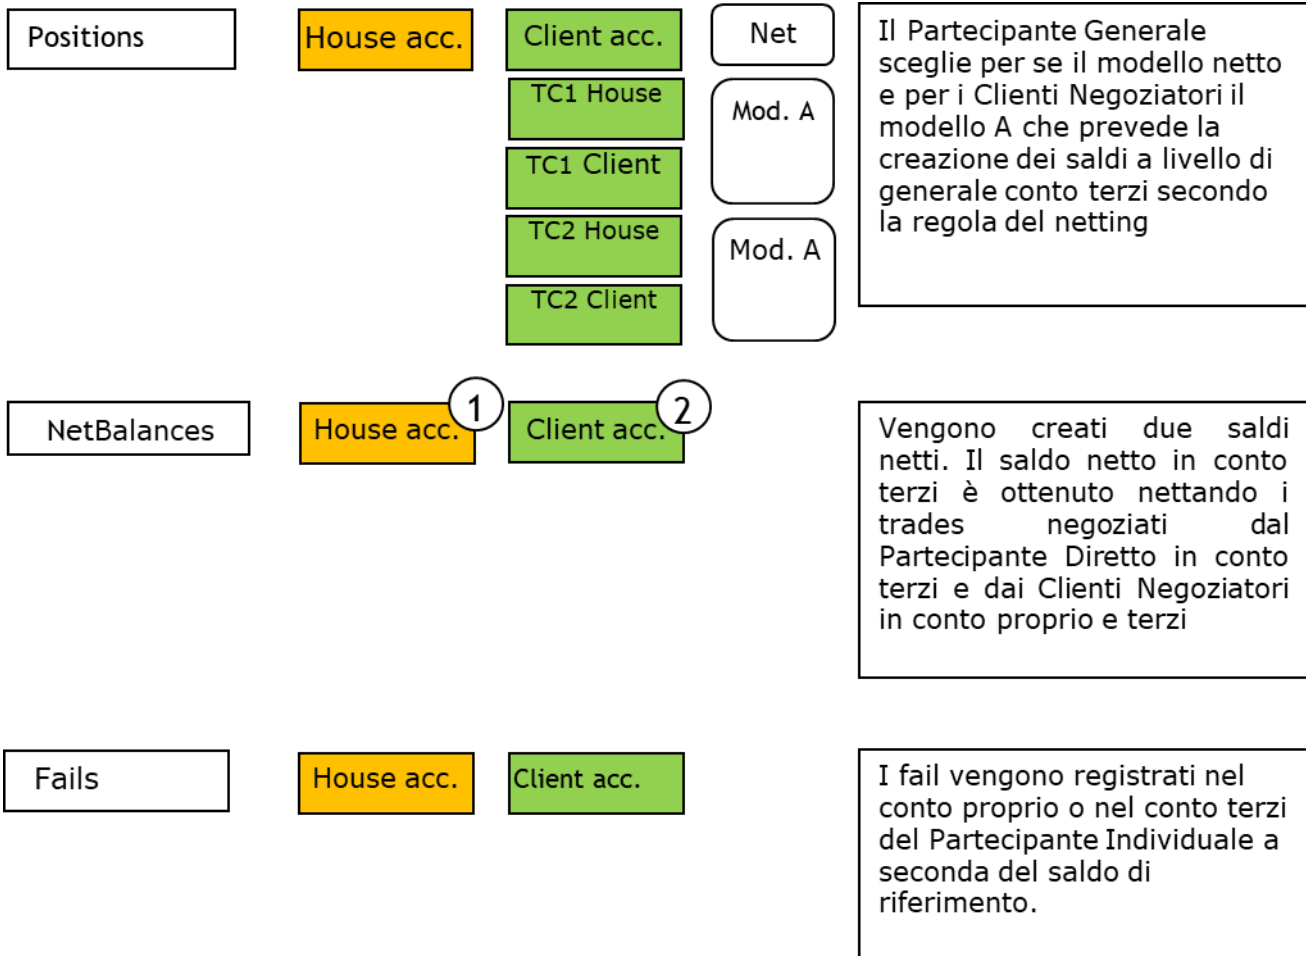 Positions
House acc.
Client acc.
Net
TC1 House
Mod. A
TC1 Client
TC2 House
Mod. A
TC2 Client
Il Partecipante Generale
sceglie per se il modello netto
e per i Clienti Negoziatori il
modello A che prevede la
creazione dei saldi a livello di
generale conto terzi secondo
la regola del netting
NetBalances
House acc.
1
Client acc.
2
Vengono creati due saldi
netti. Il saldo netto in conto
terzi è ottenuto nettando i
trades negoziati dal
Partecipante Diretto in conto
terzi e dai Clienti Negoziatori
in conto proprio e terzi
Fails
House acc.
Client acc.
I fail vengono registrati nel
conto proprio o nel conto terzi
del Partecipante Individuale a
seconda del saldo di
riferimento.